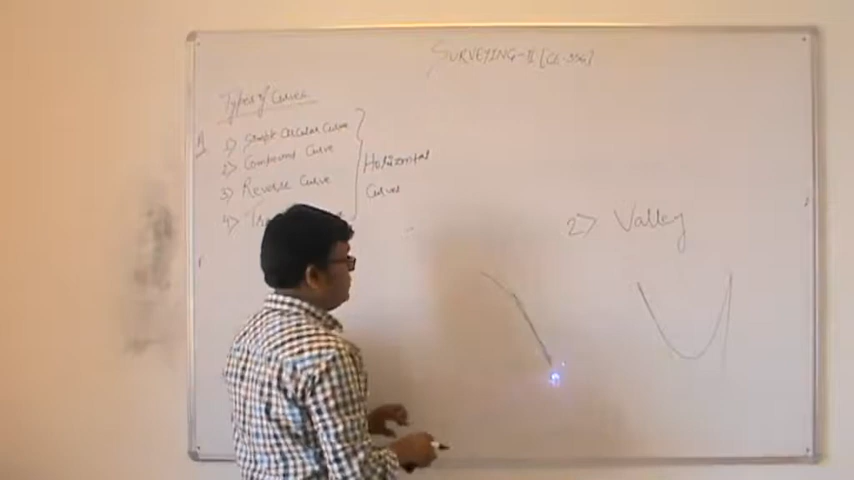 SURVEYING-II [CE-
Types of Curves
A
1> Simple Circular Curve
2> Compound Curve
3> Reverse Curve
4>
Horizontal
Curves
2> Valley